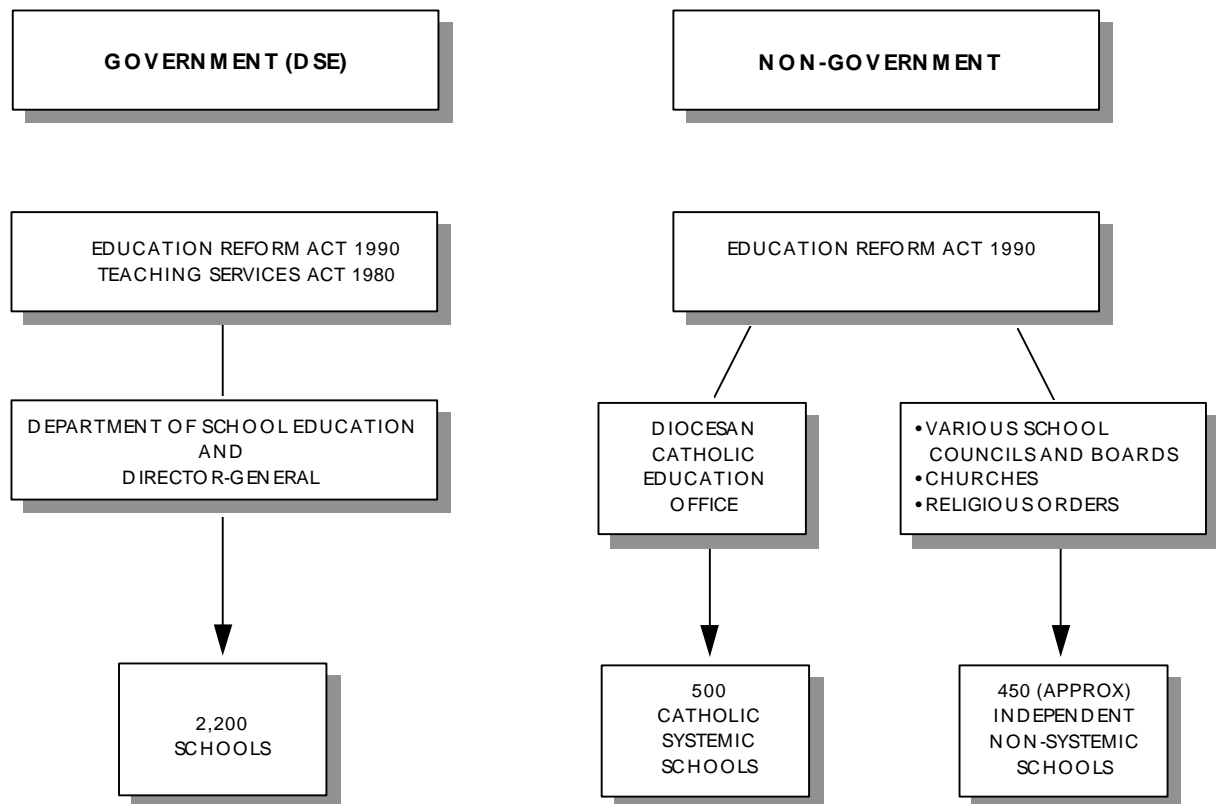 GOVERNMENT (DSE)
NON-GOVERNMENT
EDUCATION REFORM ACT 1990
TEACHING SERVICES ACT 1980
EDUCATION REFORM ACT 1990
DEPARTMENT OF SCHOOL EDUCATION
AND
DIRECTOR-GENERAL
DIOCESAN
CATHOLIC
EDUCATION
OFFICE
• VARIOUS SCHOOL
COUNCILS AND BOARDS
• CHURCHES
• RELIGIOUS ORDERS
2,200
SCHOOLS
500
CATHOLIC
SYSTEMIC
SCHOOLS
450 (APPROX)
INDEPENDENT
NON-SYSTEMIC
SCHOOLS